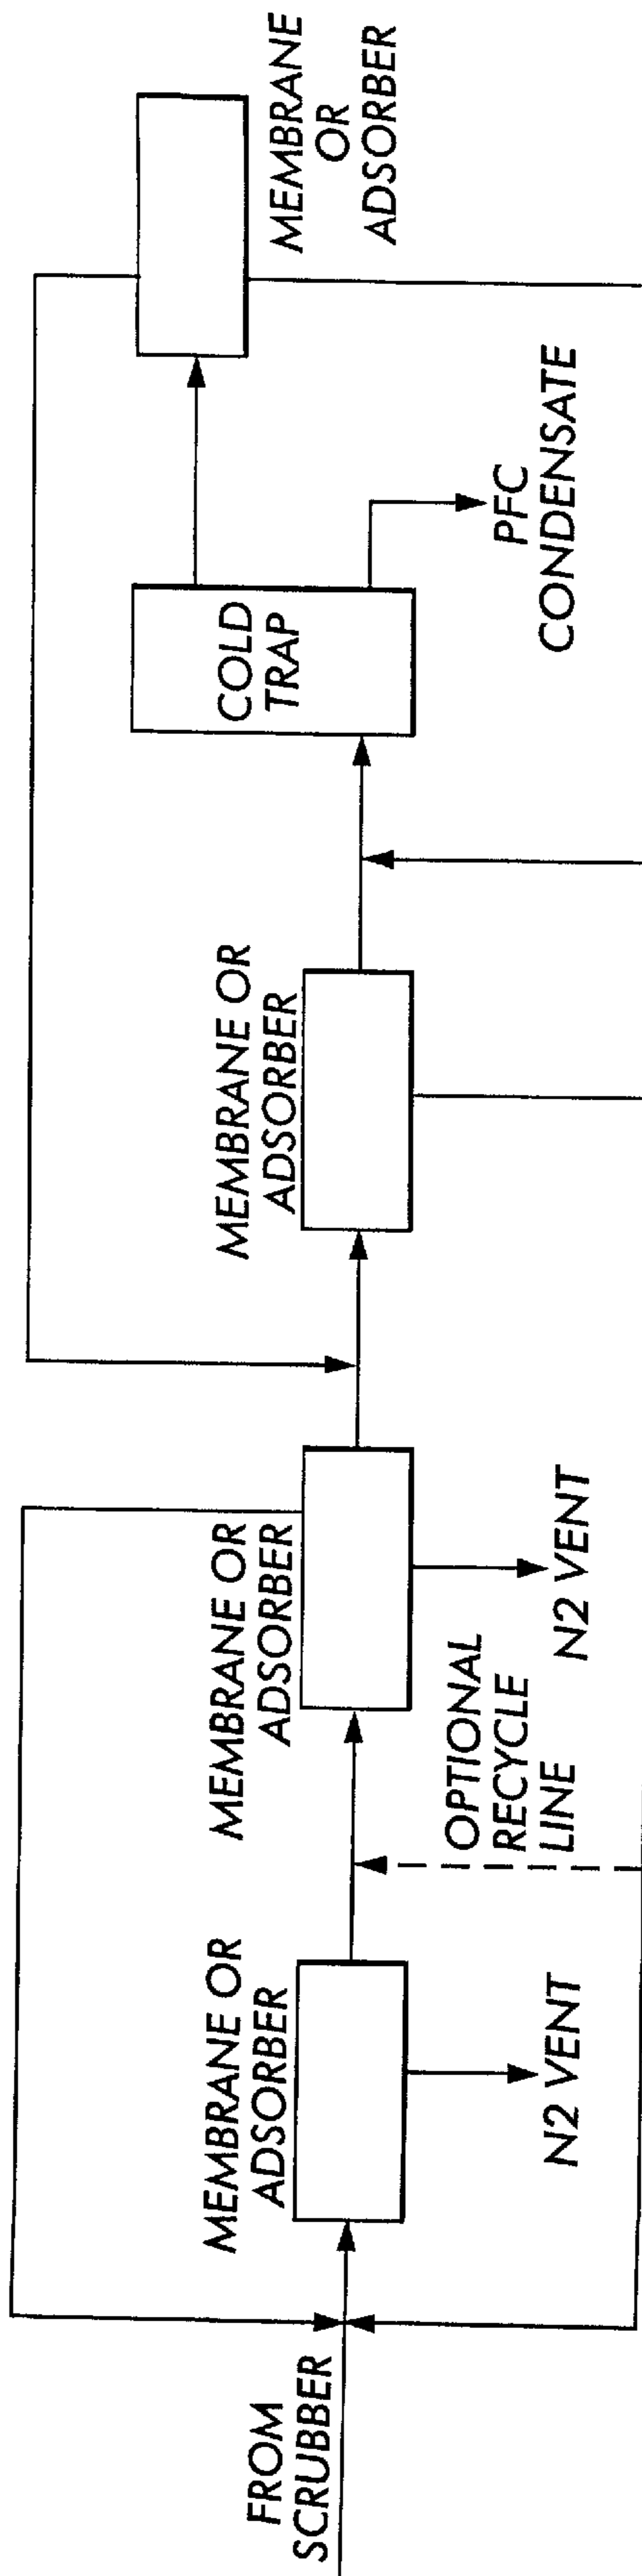 FROM
SCRUBBER
MEMBRANE OR
ADSORBER
N2 VENT
OPTIONAL
RECYCLE
LINE
MEMBRANE OR
ADSORBER
N2 VENT
MEMBRANE OR
ADSORBER
COLD
TRAP
PFC
CONDENSATE
MEMBRANE
OR
ADSORBER